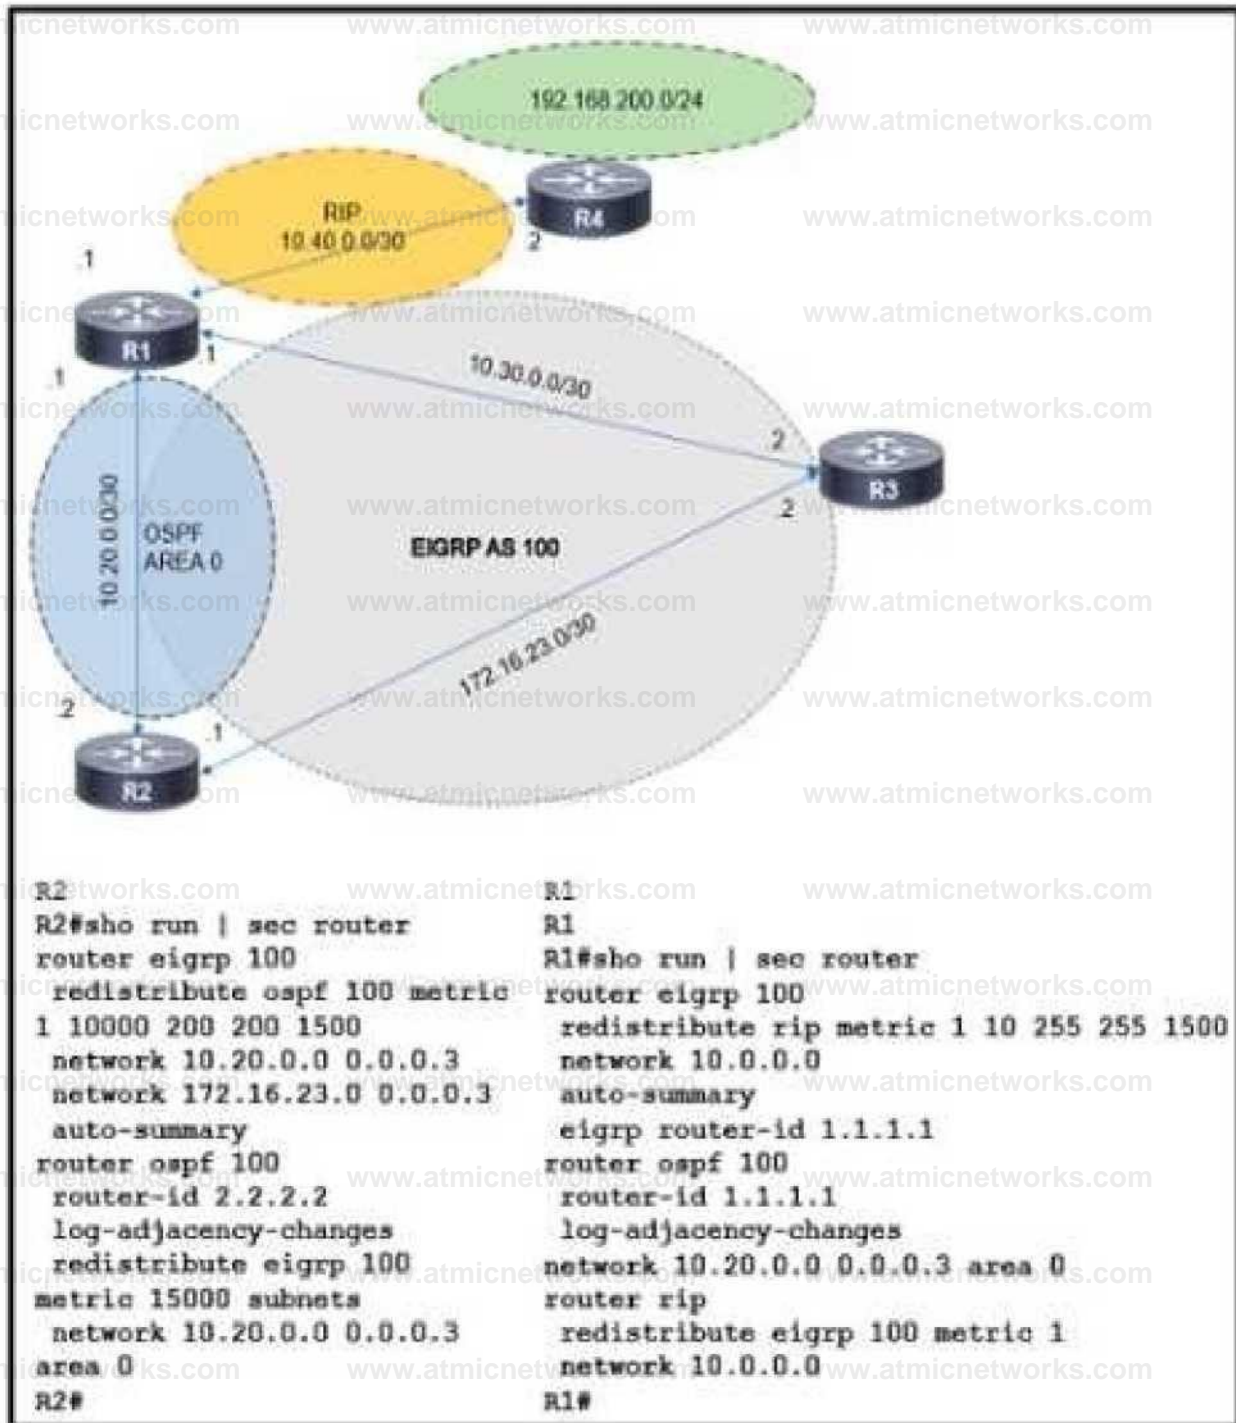 192.168.200.0/24
RIP
10.40.0.0/30
R4
2
.1
R1
1
.1
10.30.0.0/30
2
R3
2
10.20.0.0/30
OSPF
AREA 0
EIGRP AS 100
172.16.23.0/30
.2
.1
R2
R2
R2#sho run | sec router
router eigrp 100
redistribute ospf 100 metric
1 10000 200 200 1500
network 10.20.0.0 0.0.0.3
network 172.16.23.0 0.0.0.3
auto-summary
router ospf 100
router-id 2.2.2.2
log-adjacency-changes
redistribute eigrp 100
metric 15000 subnets
network 10.20.0.0 0.0.0.3
area 0
R2#
R1
R1
R1#sho run | sec router
router eigrp 100
redistribute rip metric 1 10 255 255 1500
network 10.0.0.0
auto-summary
eigrp router-id 1.1.1.1
router ospf 100
router-id 1.1.1.1
log-adjacency-changes
network 10.20.0.0 0.0.0.3 area 0
router rip
redistribute eigrp 100 metric 1
network 10.0.0.0
R1#
www.atmicnetworks.com